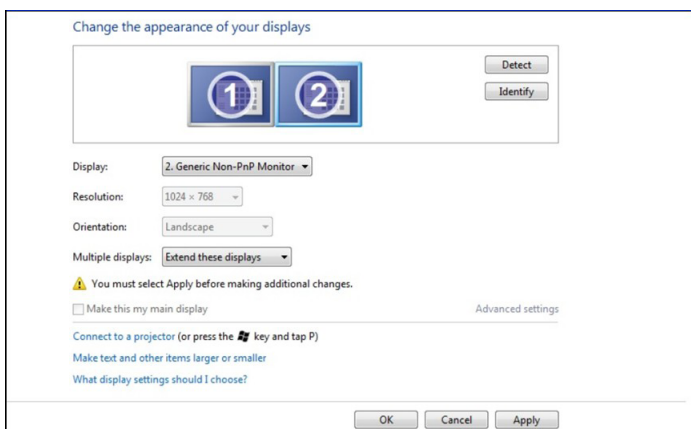 Change the appearance of your displays
Detect
1 2
Identify
Display: 2. Generic Non-PnP Monitor
Resolution: 1024 × 768
Orientation: Landscape
Multiple displays: Extend these displays
You must select Apply before making additional changes.
Make this my main display Advanced settings
Connect to a projector (or press the key and tap P)
Make text and other items larger or smaller
What display settings should I choose?
OK Cancel Apply